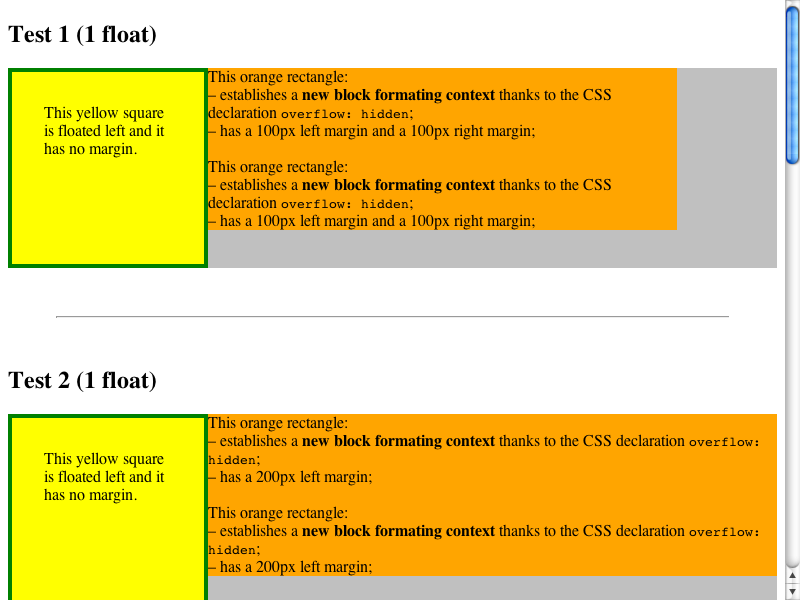 Test 1 (1 float)
This yellow square
is floated left and it
has no margin.
This orange rectangle:
– establishes a new block formating context thanks to the CSS
declaration overflow: hidden;
– has a 100px left margin and a 100px right margin;
This orange rectangle:
– establishes a new block formating context thanks to the CSS
declaration overflow: hidden;
– has a 100px left margin and a 100px right margin;
Test 2 (1 float)
This yellow square
is floated left and it
has no margin.
This orange rectangle:
– establishes a new block formating context thanks to the CSS declaration overflow:
hidden;
– has a 200px left margin;
This orange rectangle:
– establishes a new block formating context thanks to the CSS declaration overflow:
hidden;
– has a 200px left margin;